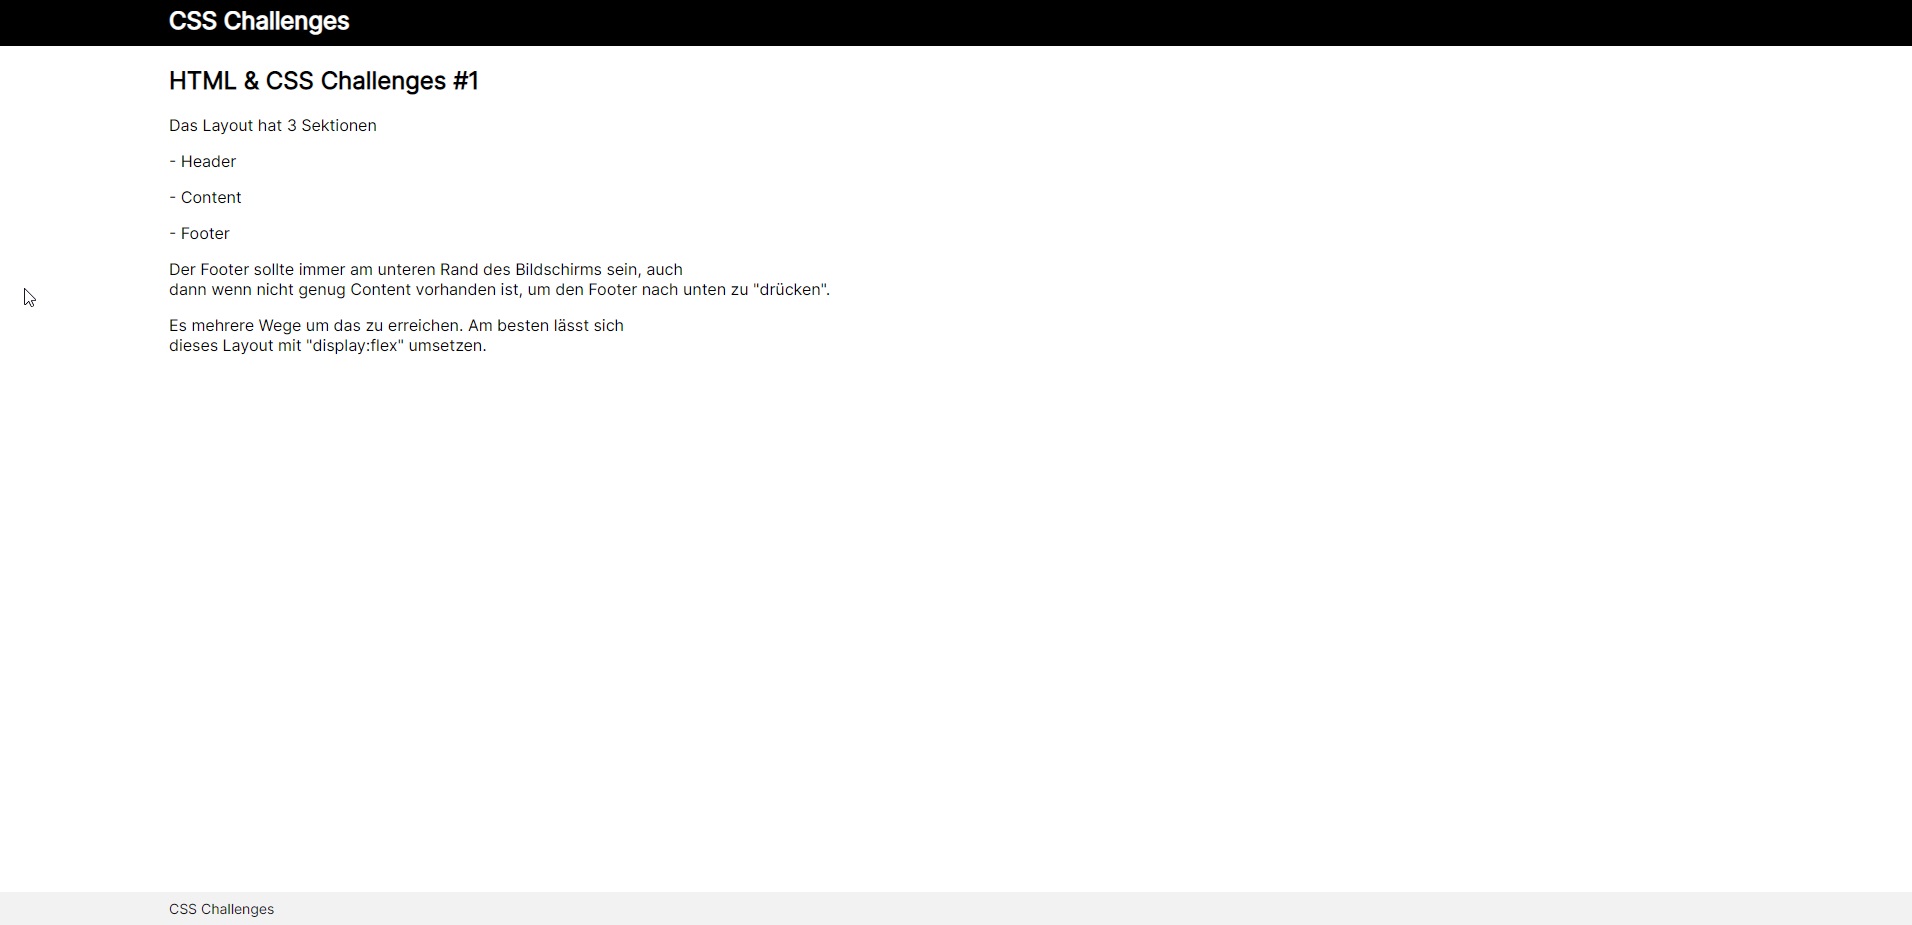 CSS Challenges
HTML & CSS Challenges #1
Das Layout hat 3 Sektionen
- Header
- Content
- Footer
Der Footer sollte immer am unteren Rand des Bildschirms sein, auch
dann wenn nicht genug Content vorhanden ist, um den Footer nach unten zu "drücken".
Es mehrere Wege um das zu erreichen. Am besten lässt sich
dieses Layout mit "display:flex" umsetzen.
CSS Challenges